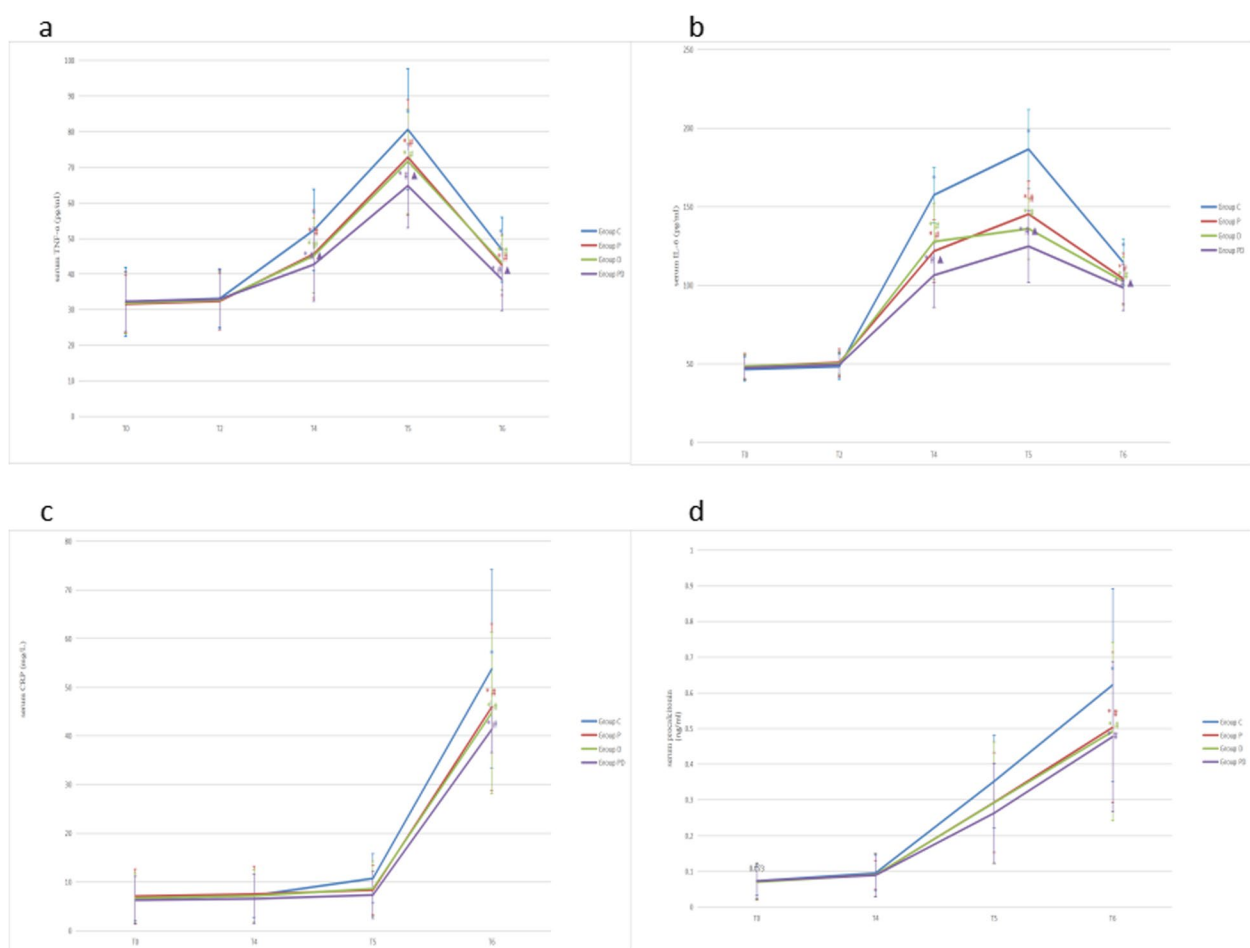 a
b
100
90
80
70
60
50
40
30
20
10
0
serum TNF-α (pg/ml)
T0
T2
T4
T5
T6
Group C
Group P
Group D
Group PD
250
200
150
100
50
0
serum IL-6 (pg/ml)
T0
T2
T4
T5
T6
Group C
Group P
Group D
Group PD
c
d
80
70
60
50
40
30
20
10
0
serum CRP (mg/L)
T0
T4
T5
T6
Group C
Group P
Group D
Group PD
1
0.9
0.8
0.7
0.6
0.5
0.4
0.3
0.2
0.1
0
serum procalcitonin
(ng/ml)
0.073
T0
T4
T5
T6
Group C
Group P
Group D
Group PD